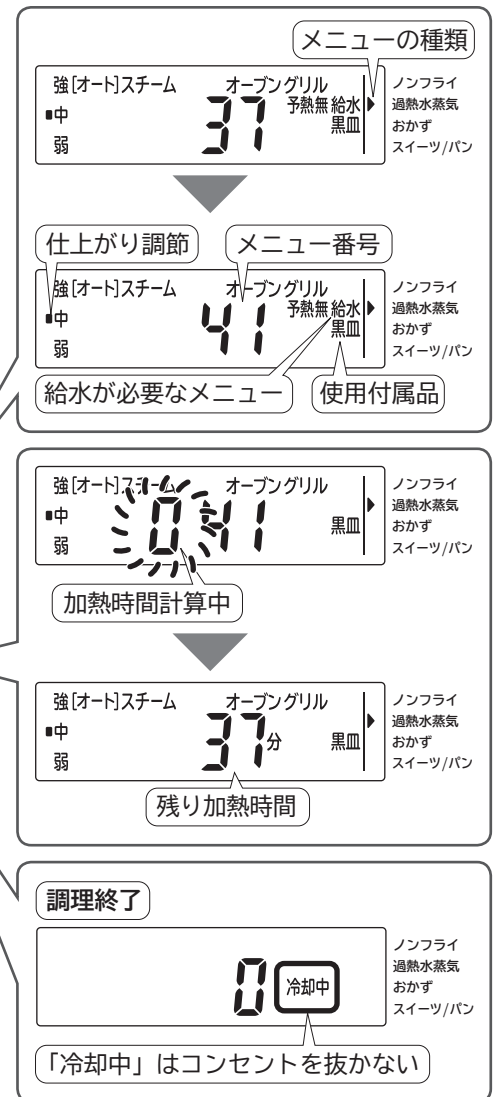 メニューの種類
強[オート]スチーム オーブングリル
▪中 37 予熱無 給水
弱 黒皿
ノンフライ
過熱水蒸気
おかず
スイーツ/パン
仕上がり調節 メニュー番号
強[オート]スチーム オーブングリル
▪中 41 予熱無 給水
弱 黒皿
ノンフライ
過熱水蒸気
おかず
スイーツ/パン
給水が必要なメニュー 使用付属品
強[オート]スチーム オーブングリル
▪中 0 41 黒皿
弱
ノンフライ
過熱水蒸気
おかず
スイーツ/パン
加熱時間計算中
強[オート]スチーム オーブングリル
▪中 37分 黒皿
弱
ノンフライ
過熱水蒸気
おかず
スイーツ/パン
残り加熱時間
調理終了
0 冷却中
ノンフライ
過熱水蒸気
おかず
スイーツ/パン
「冷却中」はコンセントを抜かない